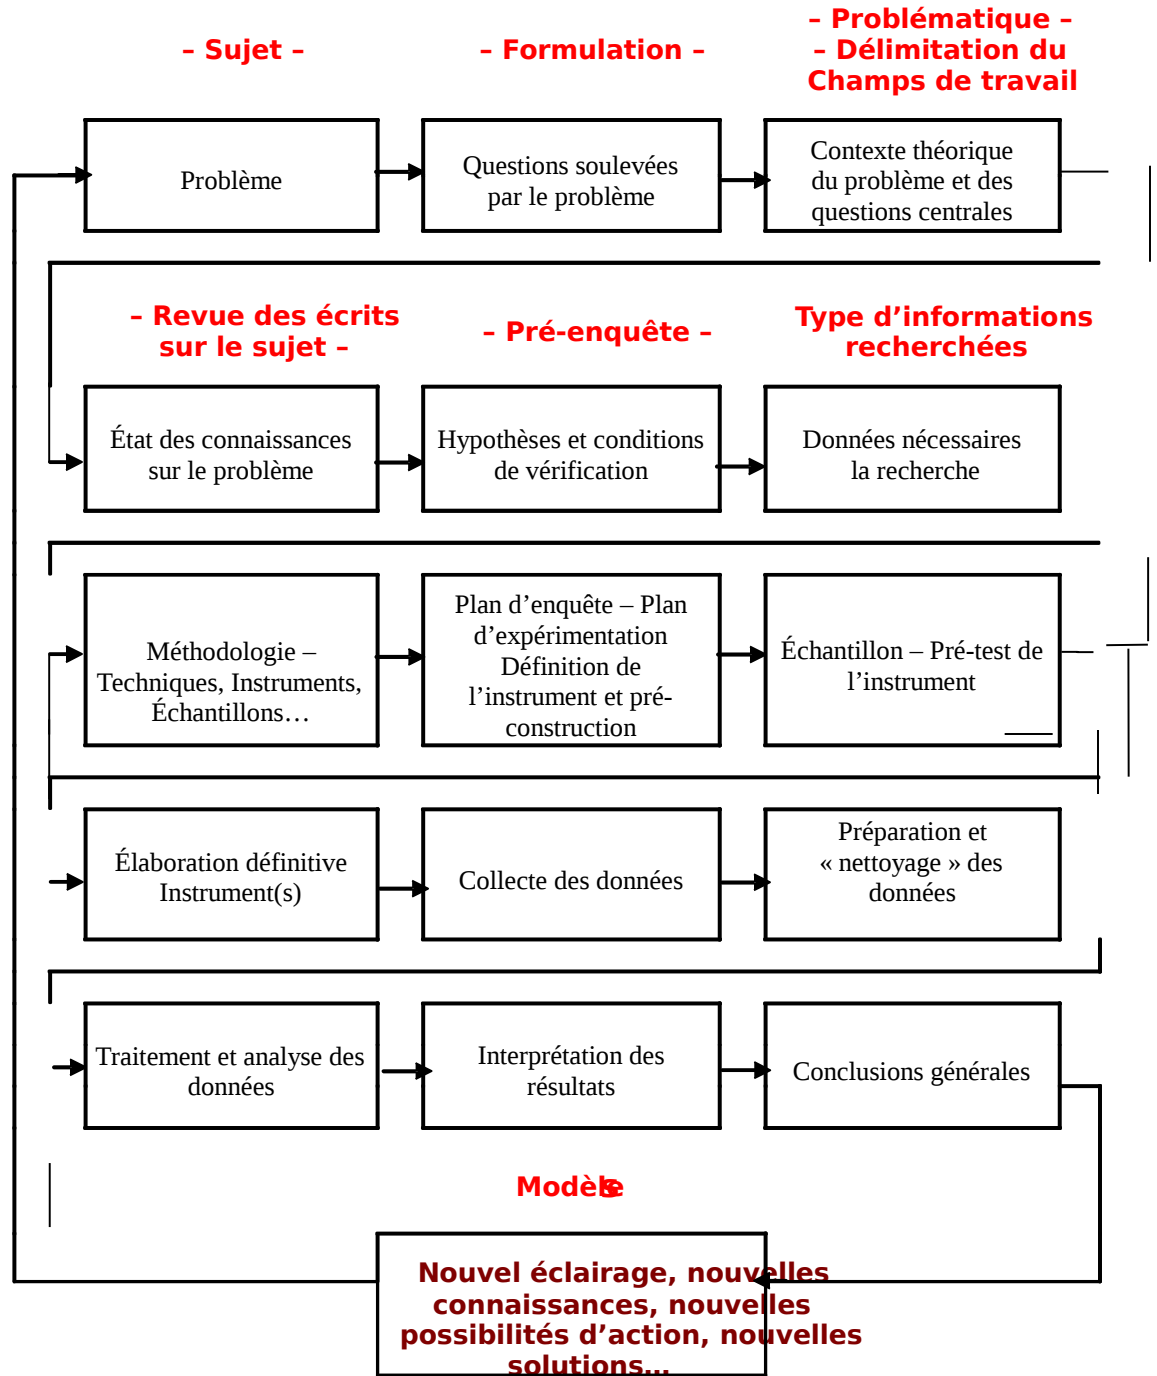 – Sujet –
– Formulation –
– Problématique –
– Délimitation du
Champs de travail
Problème
Questions soulevées
par le problème
Contexte théorique
du problème et des
questions centrales
– Revue des écrits
sur le sujet –
– Pré-enquête –
Type d’informations
recherchées
État des connaissances
sur le problème
Hypothèses et conditions
de vérification
Données nécessaires
la recherche
Méthodologie –
Techniques, Instruments,
Échantillons…
Plan d’enquête – Plan
d’expérimentation
Définition de
l’instrument et pré-
construction
Échantillon – Pré-test de
l’instrument
Élaboration définitive
Instrument(s)
Collecte des données
Préparation et
« nettoyage » des
données
Traitement et analyse des
données
Interprétation des
résultats
Conclusions générales
Modèles
Nouvel éclairage, nouvelles
connaissances, nouvelles
possibilités d’action, nouvelles
solutions…